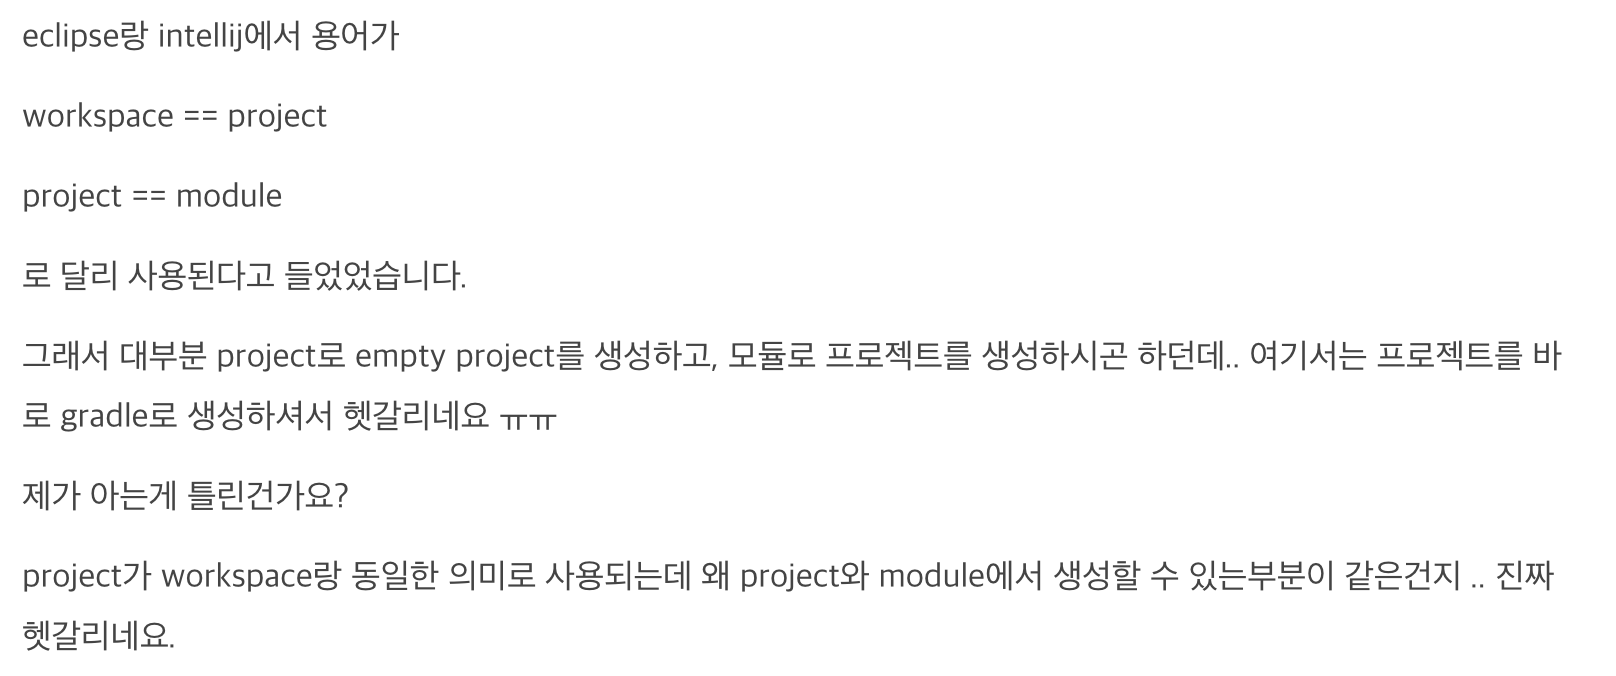 eclipse랑 intellij에서 용어가
workspace == project
project == module
로 달리 사용된다고 들었었습니다.
그래서 대부분 project로 empty project를 생성하고, 모듈로 프로젝트를 생성하시곤 하던데.. 여기서는 프로젝트를 바
로 gradle로 생성하셔서 헷갈리네요 ㅠㅠ
제가 아는게 틀린건가요?
project가 workspace랑 동일한 의미로 사용되는데 왜 project와 module에서 생성할 수 있는부분이 같은건지 .. 진짜
헷갈리네요.